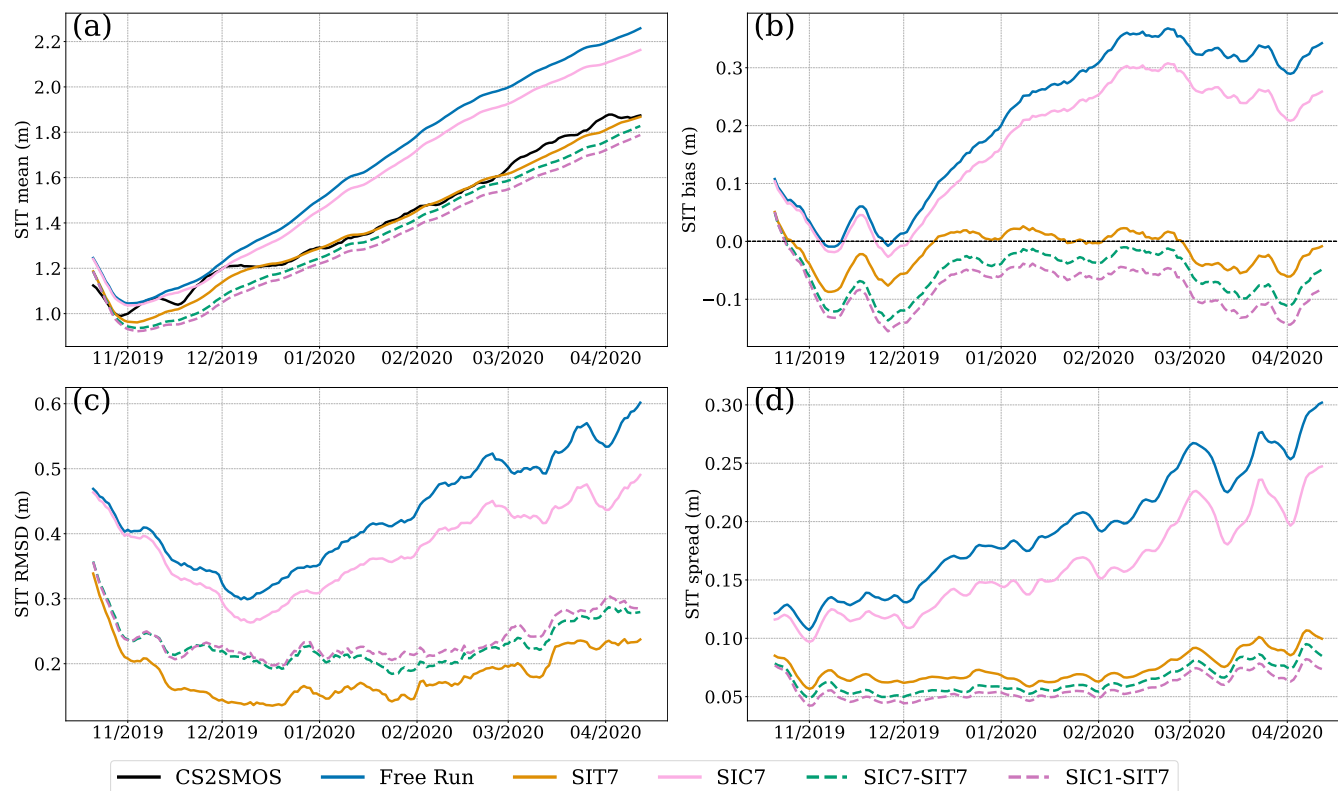 (a)
SIT mean (m)
2.2
2.0
1.8
1.6
1.4
1.2
1.0
11/2019 12/2019 01/2020 02/2020 03/2020 04/2020
(b)
SIT bias (m)
0.3
0.2
0.1
0.0
−0.1
11/2019 12/2019 01/2020 02/2020 03/2020 04/2020
(c)
SIT RMSD (m)
0.6
0.5
0.4
0.3
0.2
11/2019 12/2019 01/2020 02/2020 03/2020 04/2020
(d)
SIT spread (m)
0.30
0.25
0.20
0.15
0.10
0.05
11/2019 12/2019 01/2020 02/2020 03/2020 04/2020
CS2SMOS Free Run SIT7 SIC7 SIC7-SIT7 SIC1-SIT7